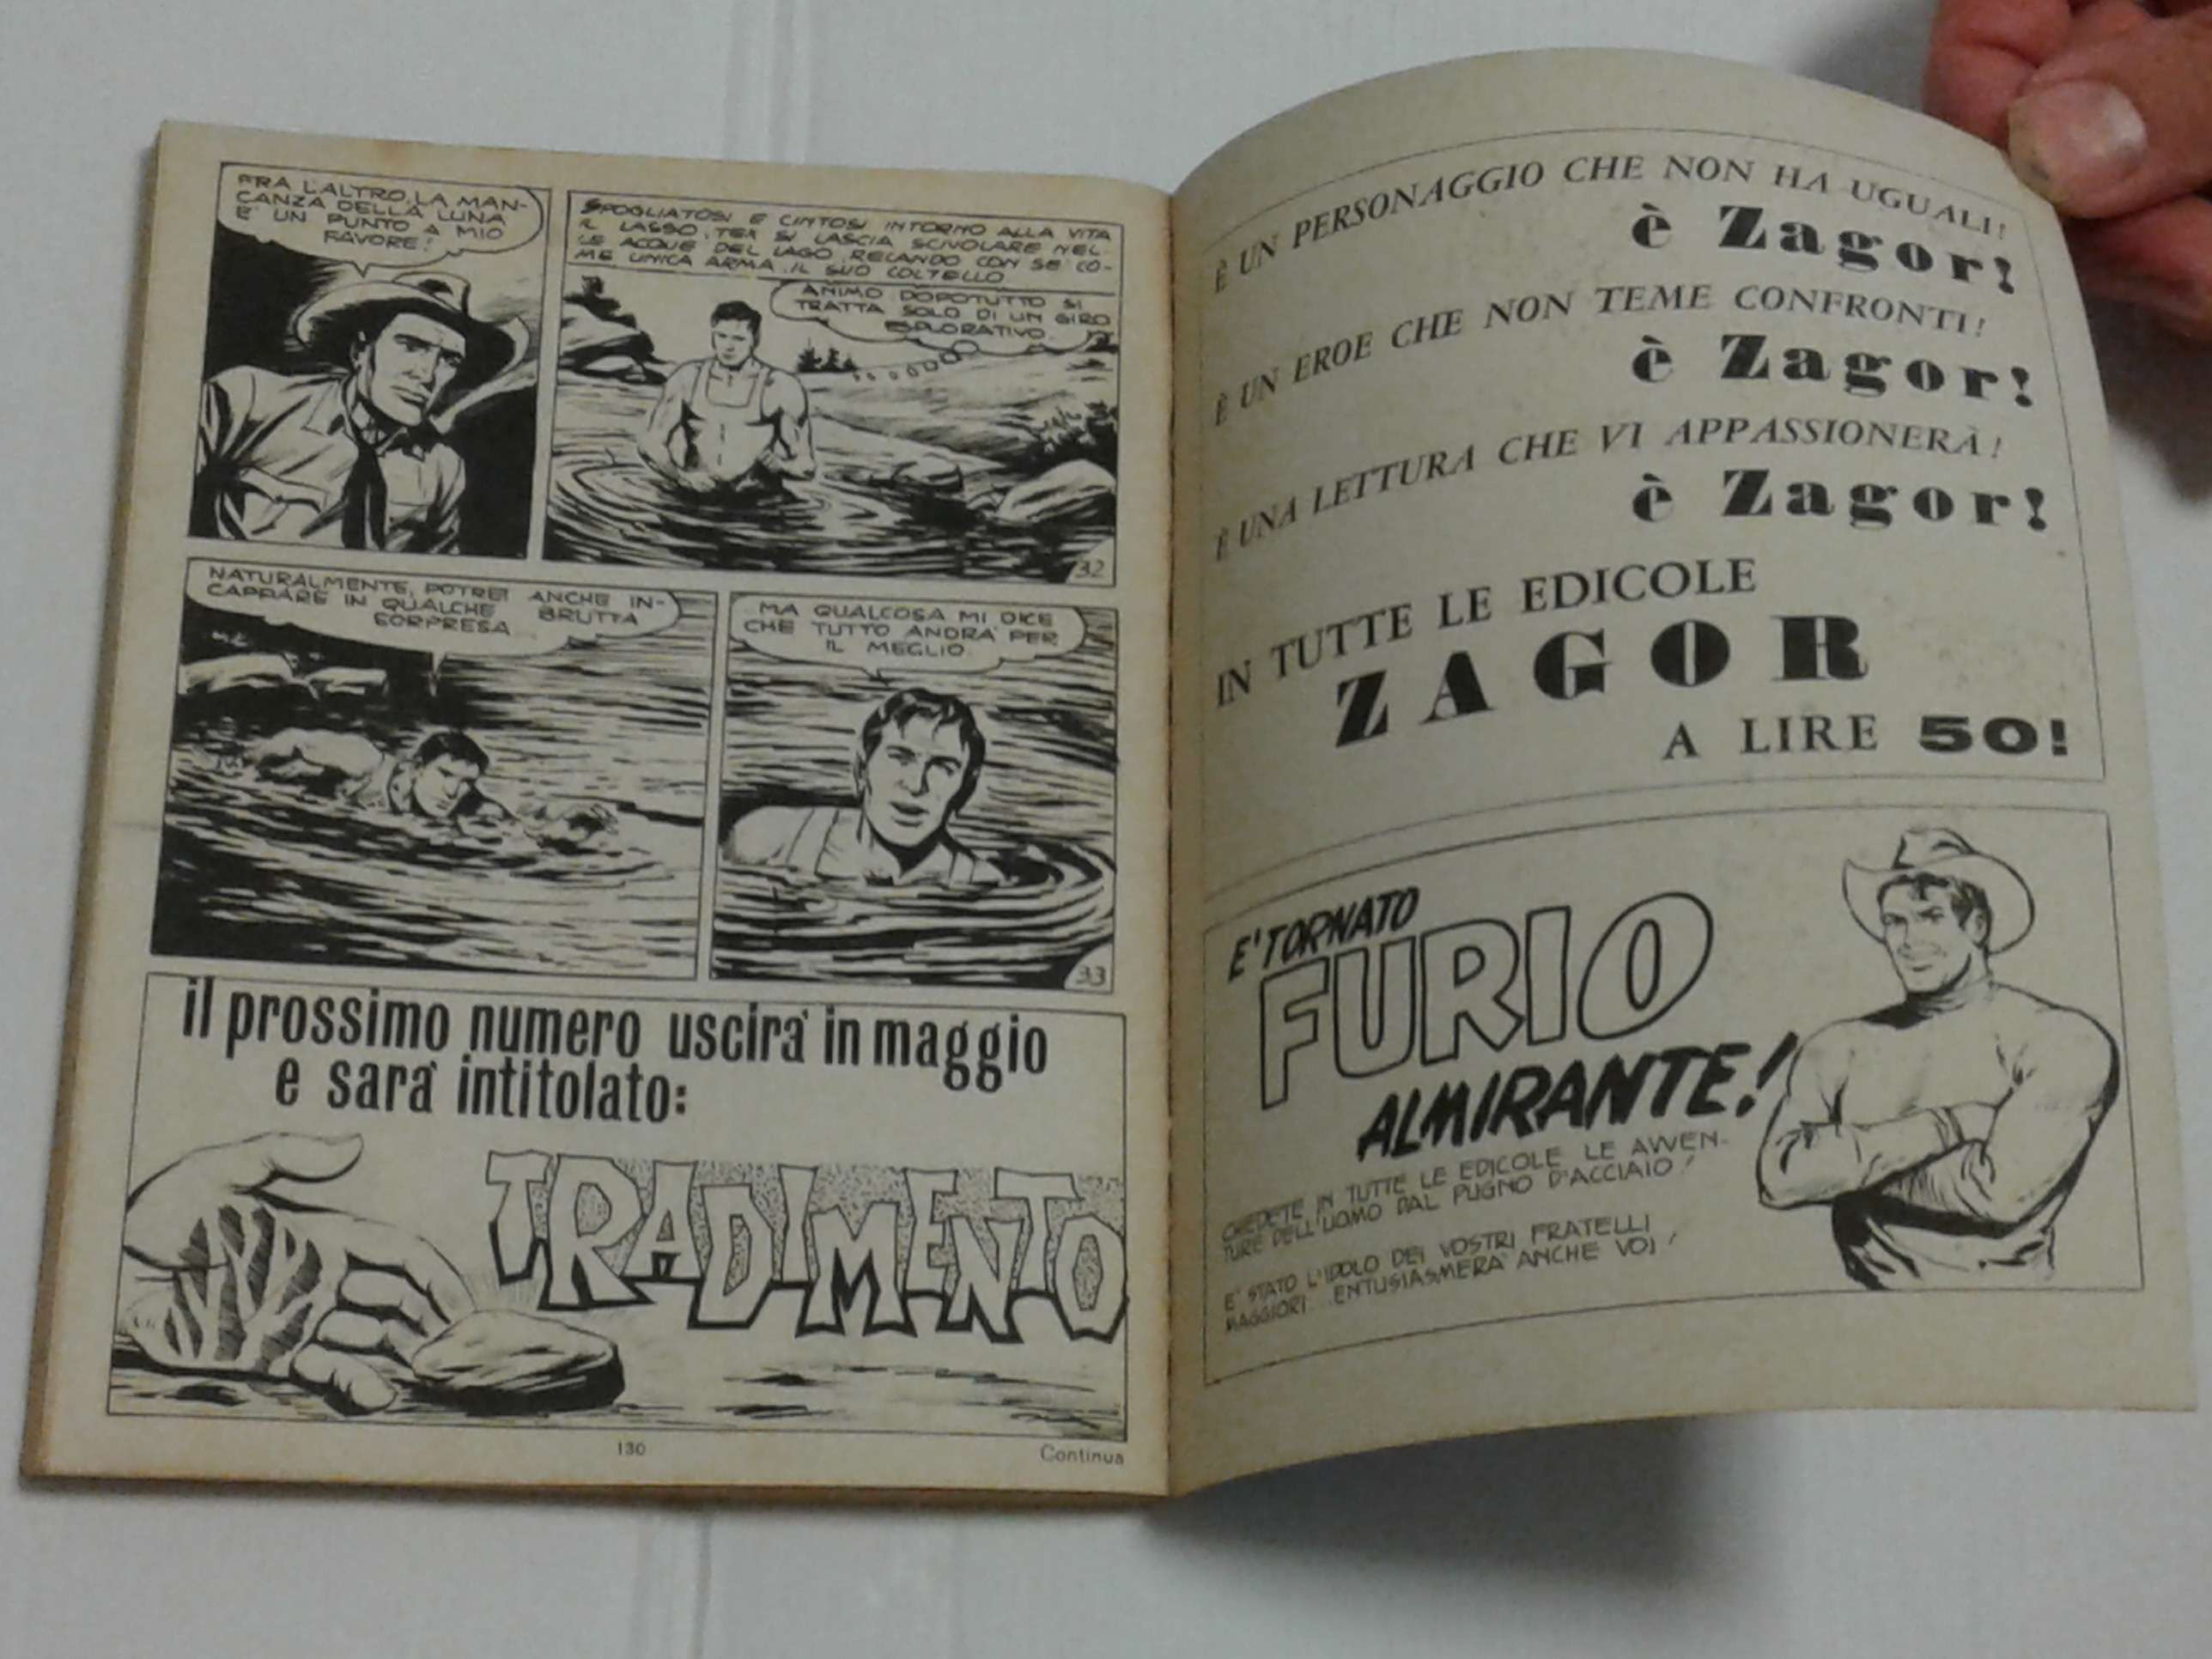 FRA L'ALTRO, LA MAN-
CANZA DELLA LUNA
E' UN PUNTO A MIO
FAVORE!
SPOGLIATOSI E CINTOSI INTORNO ALLA VITA
IL LASSO, TEX SI LASCIA SCIVOLARE NEL-
LE ACQUE DEL LAGO, RECANDO CON SE' CO-
ME UNICA ARMA, IL SUO COLTELLO
ANIMO DOPOTUTTO SI
TRATTA SOLO DI UN GIRO
ESPLORATIVO
32
NATURALMENTE, POTREI ANCHE IN-
CAPPARE IN QUALCHE BRUTTA
SORPRESA
MA QUALCOSA MI DICE
CHE TUTTO ANDRA' PER
IL MEGLIO
33
il prossimo numero uscira' in maggio
e sara' intitolato:
TRADIMENTO
130
Continua
È UN PERSONAGGIO CHE NON HA UGUALI!
è Zagor!
È UN EROE CHE NON TEME CONFRONTI!
è Zagor!
È UNA LETTURA CHE VI APPASSIONERÀ!
è Zagor!
IN TUTTE LE EDICOLE
ZAGOR
A LIRE 50!
E' TORNATO
FURIO
ALMIRANTE!
CHIEDETE IN TUTTE LE EDICOLE LE AVVEN-
TURE DELL'UOMO DAL PUGNO D'ACCIAIO!
E' STATO L'IDOLO DEI VOSTRI FRATELLI
MAGGIORI... ENTUSIASMERA' ANCHE VOI!